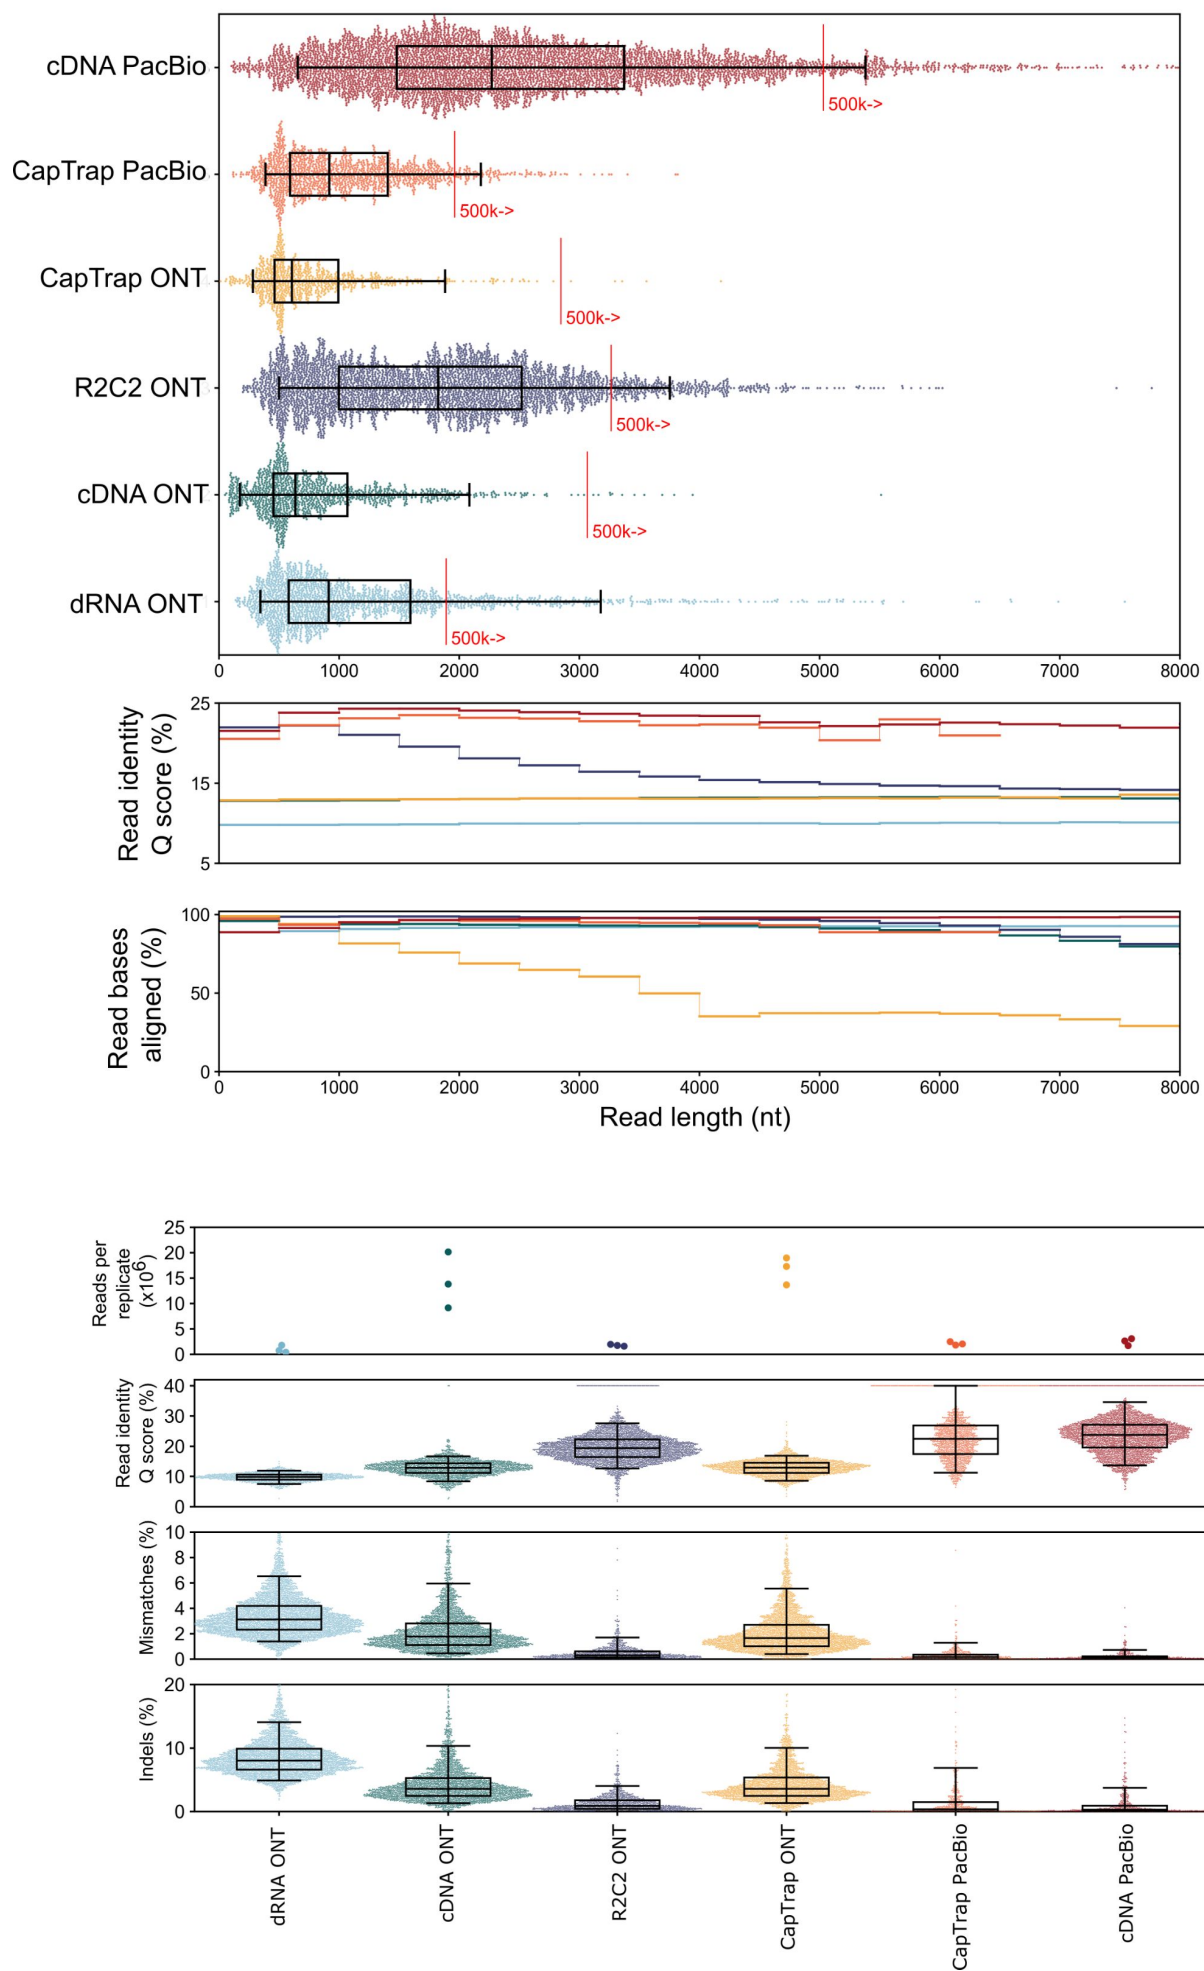 cDNA PacBio
500k->
CapTrap PacBio
500k->
CapTrap ONT
500k->
R2C2 ONT
500k->
cDNA ONT
500k->
dRNA ONT
500k->
0 1000 2000 3000 4000 5000 6000 7000 8000
Read identity
Q score (%)
25
15
5
Read bases
aligned (%)
100
50
0
0 1000 2000 3000 4000 5000 6000 7000 8000
Read length (nt)
Reads per
replicate
(x10⁶)
25
20
15
10
5
0
Read identity
Q score (%)
40
30
20
10
0
Mismatches (%)
10
8
6
4
2
0
Indels (%)
20
10
0
dRNA ONT
cDNA ONT
R2C2 ONT
CapTrap ONT
CapTrap PacBio
cDNA PacBio